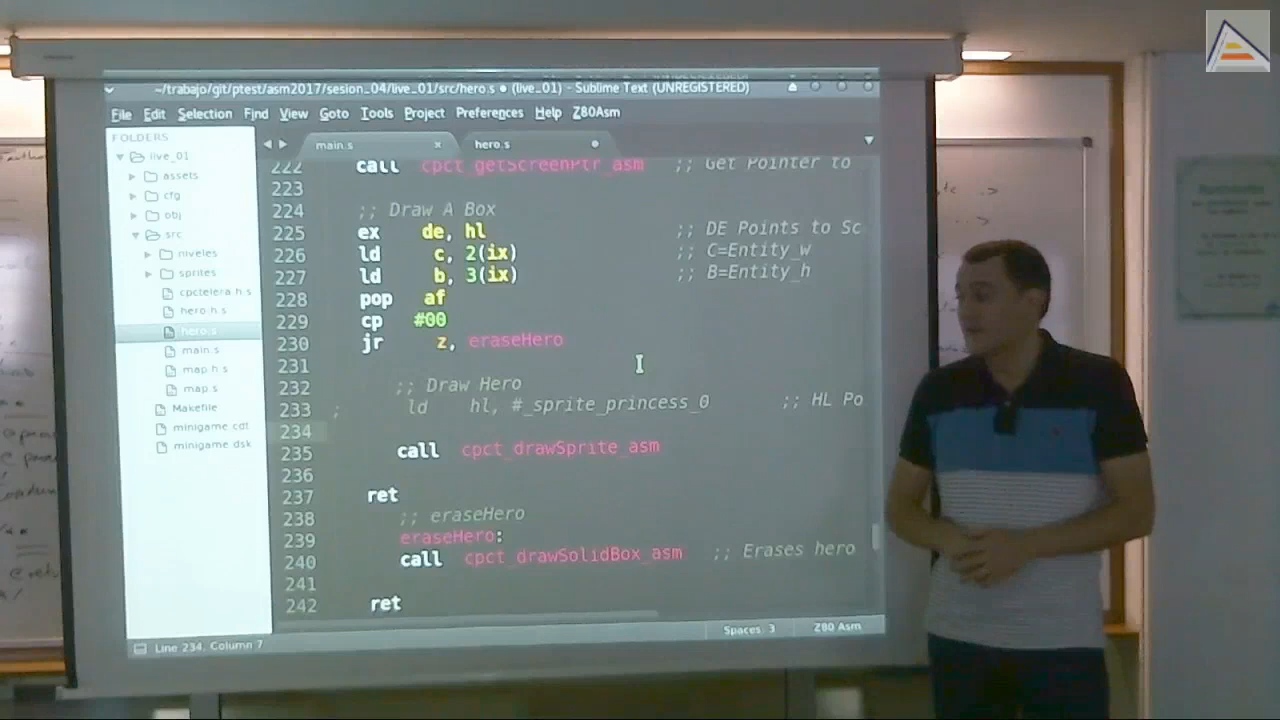 ~/trabajo/git/ptest/asm2017/sesion_04/live_01/src/hero.s • (live_01) - Sublime Text (UNREGISTERED)
File Edit Selection Find View Goto Tools Project Preferences Help Z80Asm
FOLDERS
live_01
assets
cfg
obj
src
niveles
sprites
cpctelera.h.s
hero.h.s
hero.s
main.s
map.h.s
map.s
Makefile
minigame.cdt
minigame.dsk
main.s × hero.s
222 call cpct_getScreenPtr_asm ;; Get Pointer to
223
224 ;; Draw A Box
225 ex de, hl ;; DE Points to Sc
226 ld c, 2(ix) ;; C=Entity_w
227 ld b, 3(ix) ;; B=Entity_h
228 pop af
229 cp #00
230 jr z, eraseHero
231
232 ;; Draw Hero
233 ; ld hl, #_sprite_princess_0 ;; HL Po
234
235 call cpct_drawSprite_asm
236
237 ret
238 ;; eraseHero
239 eraseHero:
240 call cpct_drawSolidBox_asm ;; Erases hero
241
242 ret
Line 234, Column 7 Spaces: 3 Z80 Asm